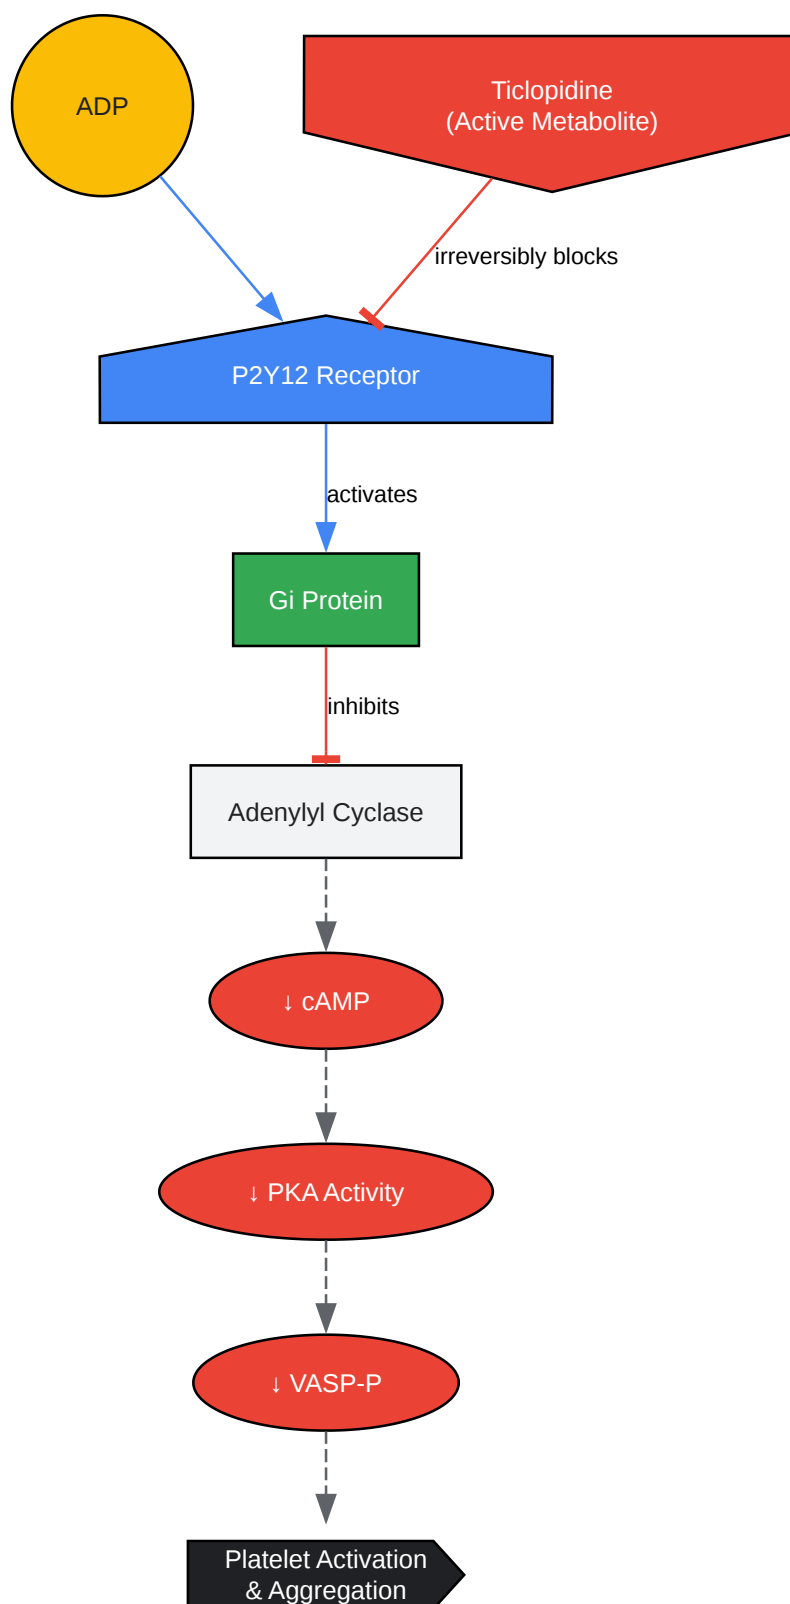 ADP
Ticlopidine
(Active Metabolite)
irreversibly blocks
P2Y12 Receptor
activates
Gi Protein
inhibits
Adenylyl Cyclase
↓ cAMP
↓ PKA Activity
↓ VASP-P
Platelet Activation
& Aggregation